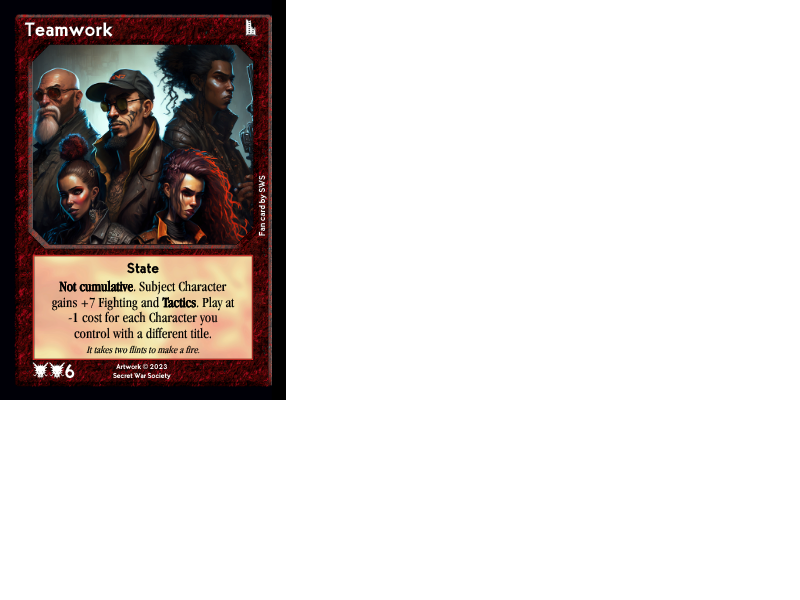 Teamwork
Fan card by SWS
State
Not cumulative. Subject Character
gains +7 Fighting and Tactics. Play at
-1 cost for each Character you
control with a different title.
It takes two flints to make a fire.
6
Artwork © 2023
Secret War Society